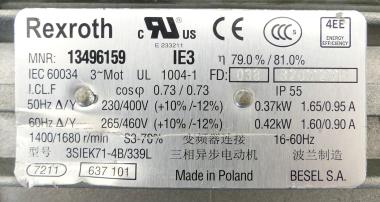 Rexroth c UL US CE CCC 4EE
E 233211 ENERGY EFFICIENCY
MNR: 13496159 IE3 η 79.0% / 81.0%
IEC 60034 3~Mot UL 1004-1 FD:
I.CL.F cosφ 0.73 / 0.73 IP 55
50Hz Δ/Y 230/400V (+10% /-12%) 0.37kW 1.65/0.95 A
60Hz Δ/Y 265/460V (+10% /-12%) 0.42kW 1.60/0.90 A
1400/1680 r/min S3-70% 变频器连接 16-60Hz
型号 3SIEK71-4B/339L 三相异步电动机 波兰制造
7211 637 101 Made in Poland BESEL S.A.